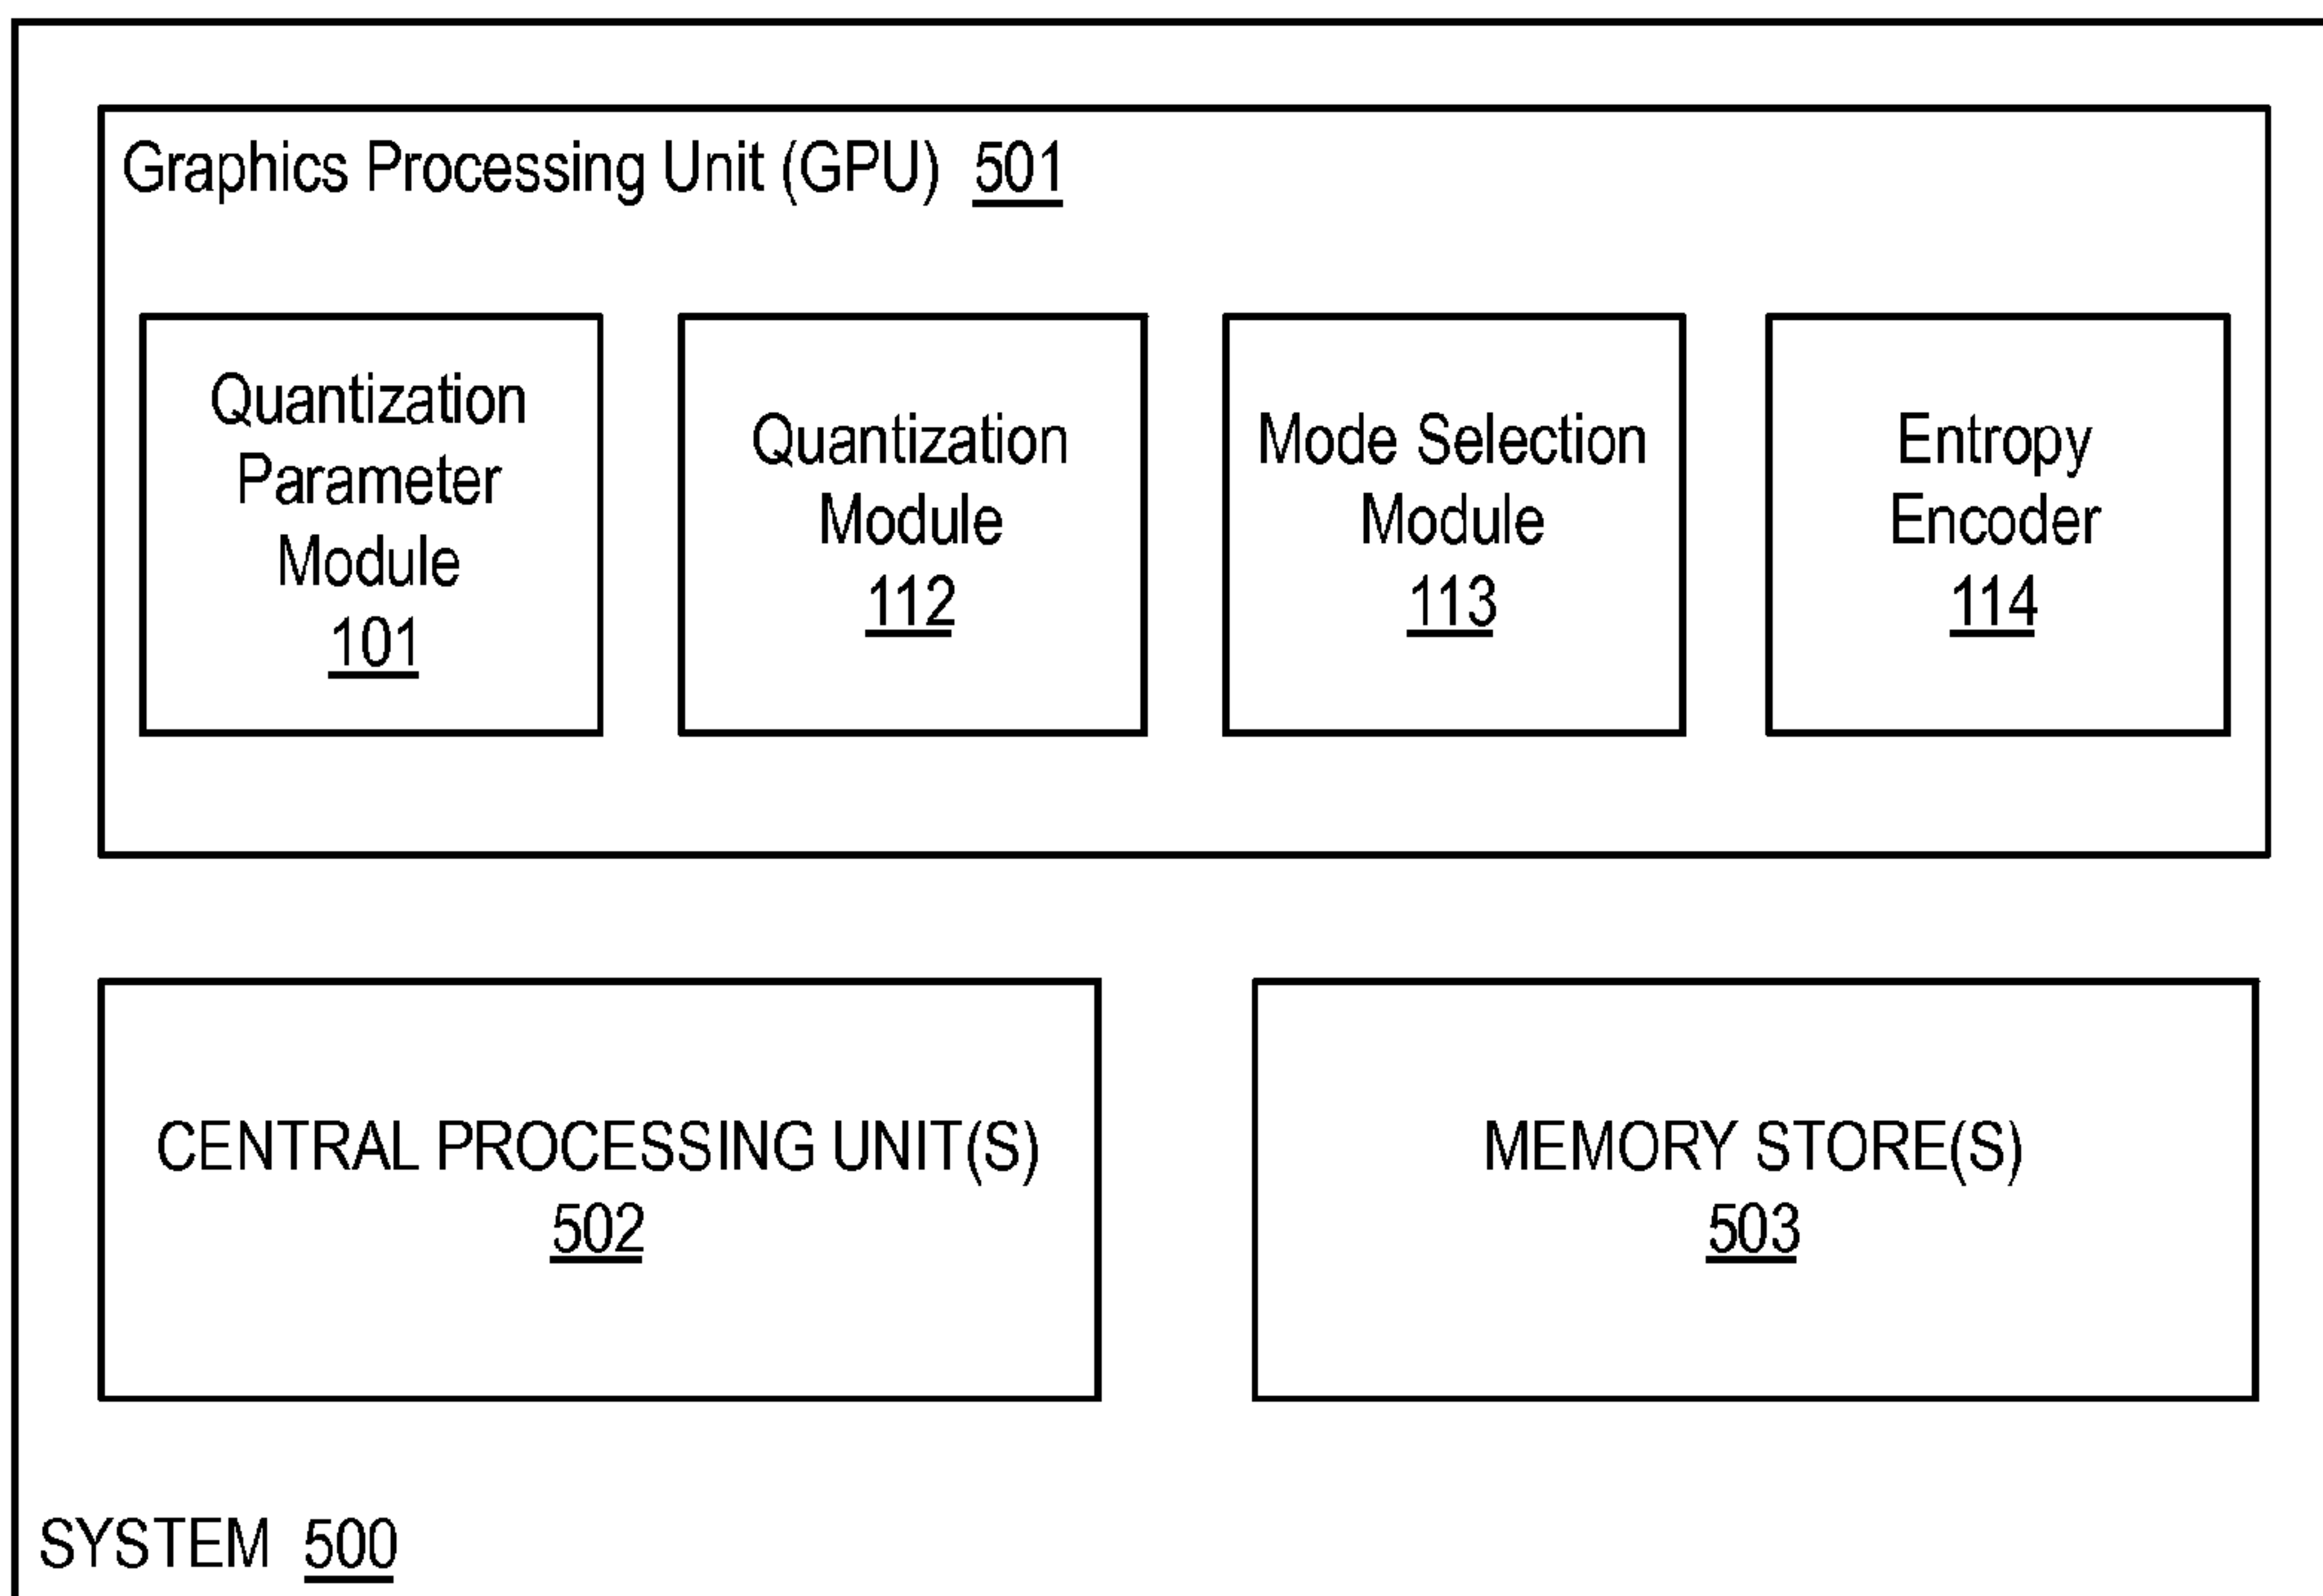 Graphics Processing Unit (GPU) 501
Quantization
Parameter
Module
101
Quantization
Module
112
Mode Selection
Module
113
Entropy
Encoder
114
CENTRAL PROCESSING UNIT(S)
502
MEMORY STORE(S)
503
SYSTEM 500